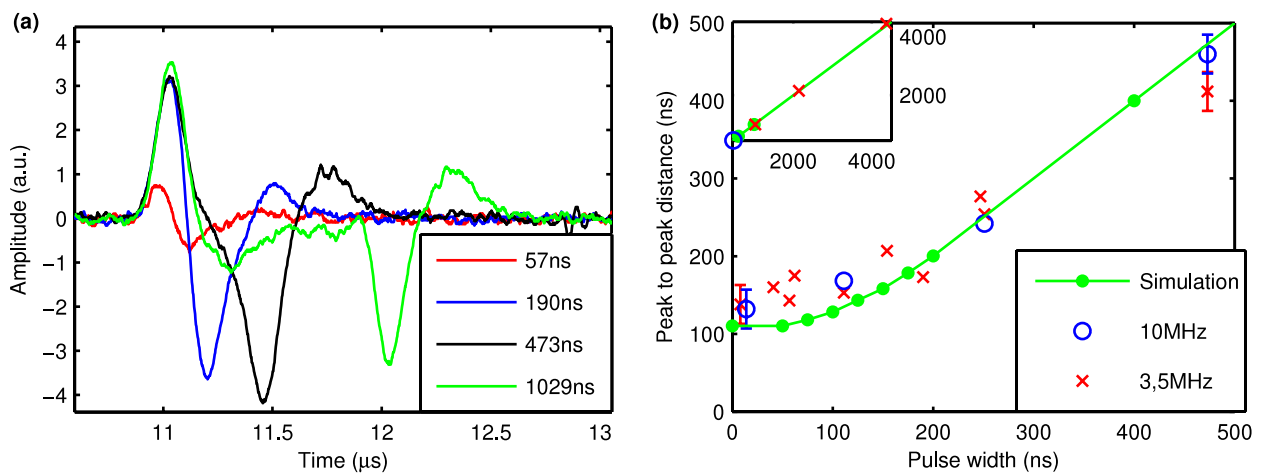 (a)
Amplitude (a.u.)
4
3
2
1
0
−1
−2
−3
−4
11
11.5
12
12.5
13
Time (μs)
57ns
190ns
473ns
1029ns
(b)
Peak to peak distance (ns)
500
400
300
200
100
0
4000
2000
2000
4000
Simulation
10MHz
3,5MHz
0
100
200
300
400
500
Pulse width (ns)